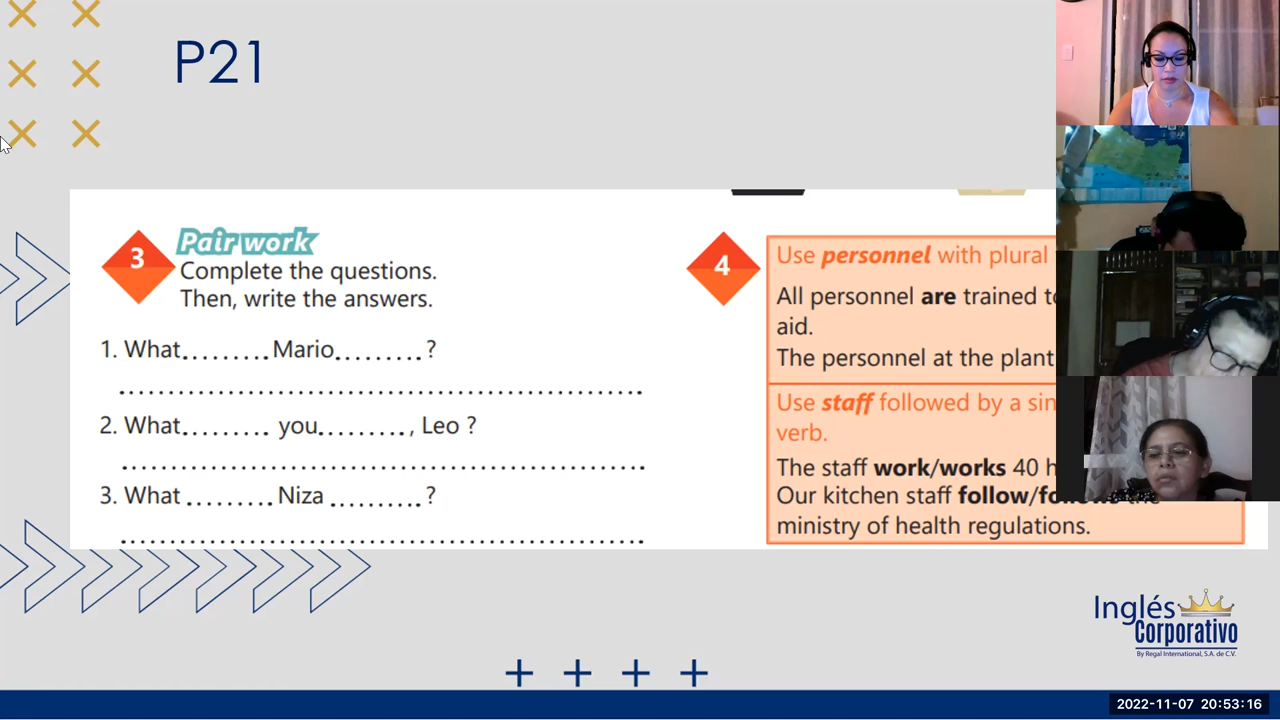 P21
3
Pair work
Complete the questions.
Then, write the answers.
1. What......... Mario.........?
2. What......... you........., Leo ?
3. What ......... Niza .........?
4
Use personnel with plural
All personnel are trained to
aid.
The personnel at the plant
Use staff followed by a sin
verb.
The staff work/works 40 h
Our kitchen staff follow/follows the
ministry of health regulations.
Inglés
Corporativo
By Regal International, S.A. de C.V.
2022-11-07 20:53:16